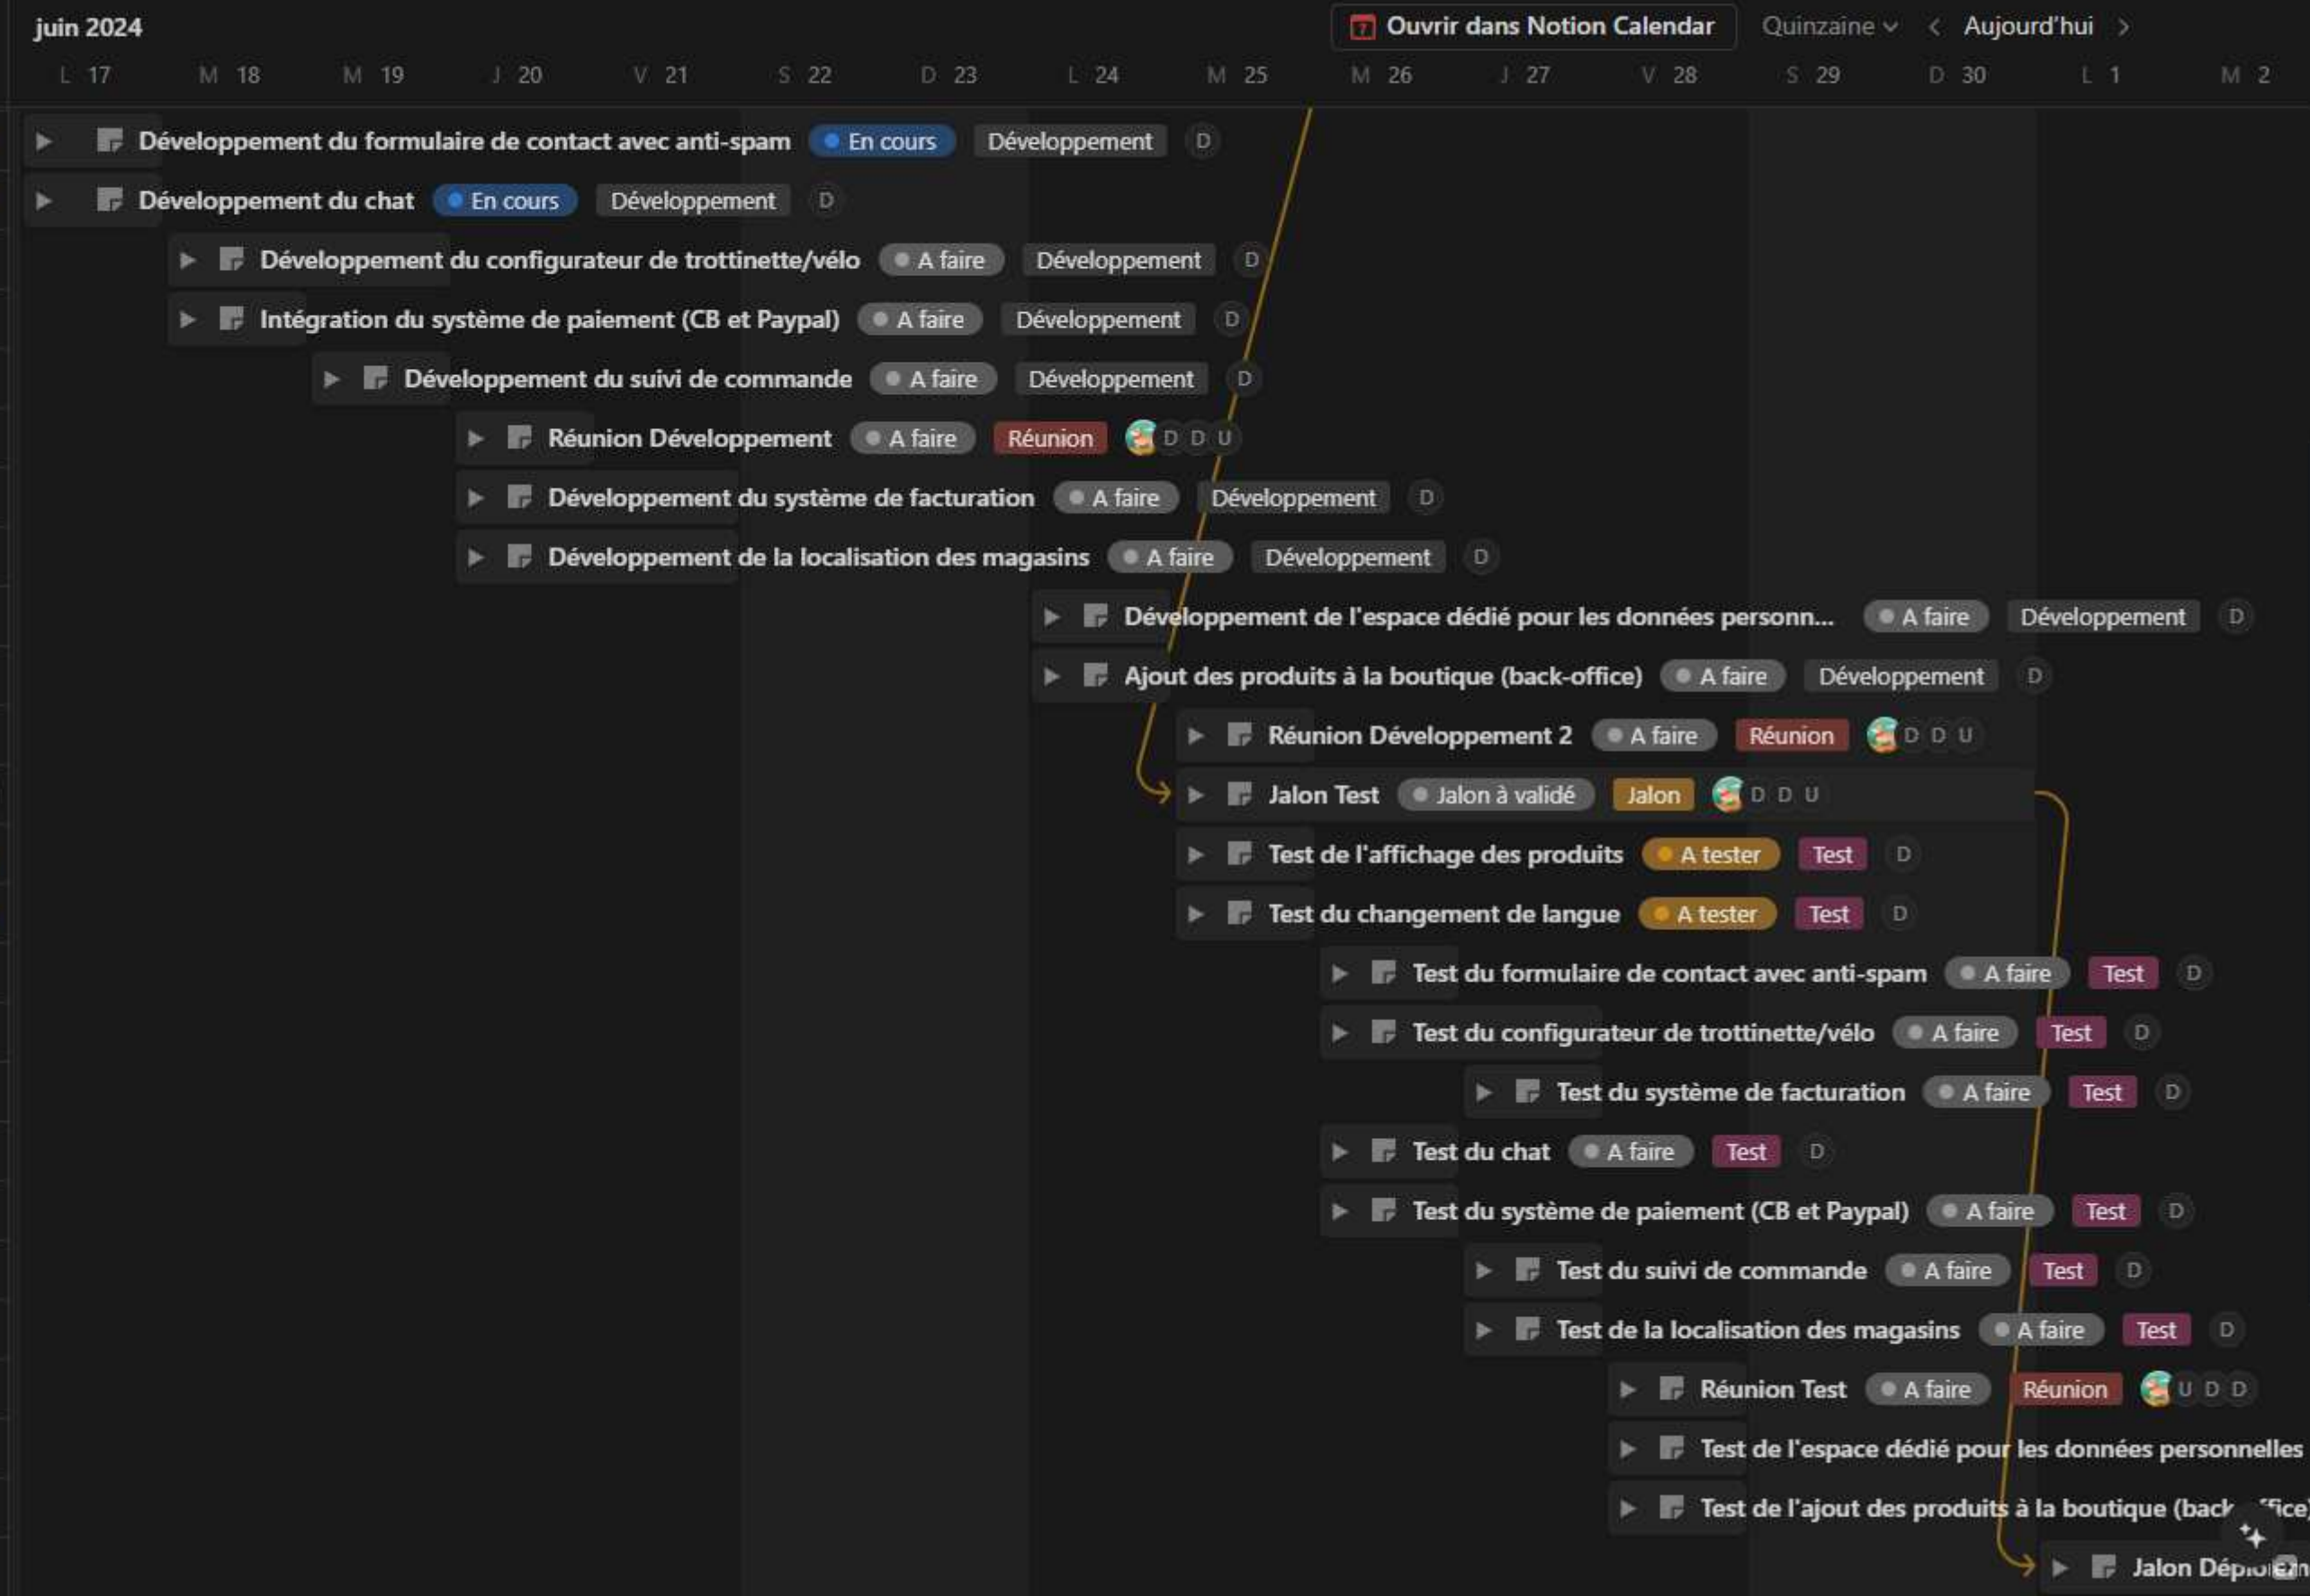 juin 2024 Ouvrir dans Notion Calendar Quinzaine Aujourd'hui
L 17 M 18 M 19 J 20 V 21 S 22 D 23 L 24 M 25 M 26 J 27 V 28 S 29 D 30 L 1 M 2
Développement du formulaire de contact avec anti-spam En cours Développement D
Développement du chat En cours Développement D
Développement du configurateur de trottinette/vélo A faire Développement D
Intégration du système de paiement (CB et Paypal) A faire Développement D
Développement du suivi de commande A faire Développement D
Réunion Développement A faire Réunion D D U
Développement du système de facturation A faire Développement D
Développement de la localisation des magasins A faire Développement D
Développement de l'espace dédié pour les données personn... A faire Développement D
Ajout des produits à la boutique (back-office) A faire Développement D
Réunion Développement 2 A faire Réunion D D U
Jalon Test Jalon à validé Jalon D D U
Test de l'affichage des produits A tester Test D
Test du changement de langue A tester Test D
Test du formulaire de contact avec anti-spam A faire Test D
Test du configurateur de trottinette/vélo A faire Test D
Test du système de facturation A faire Test D
Test du chat A faire Test D
Test du système de paiement (CB et Paypal) A faire Test D
Test du suivi de commande A faire Test D
Test de la localisation des magasins A faire Test D
Réunion Test A faire Réunion U D D
Test de l'espace dédié pour les données personnelles
Test de l'ajout des produits à la boutique
Jalon